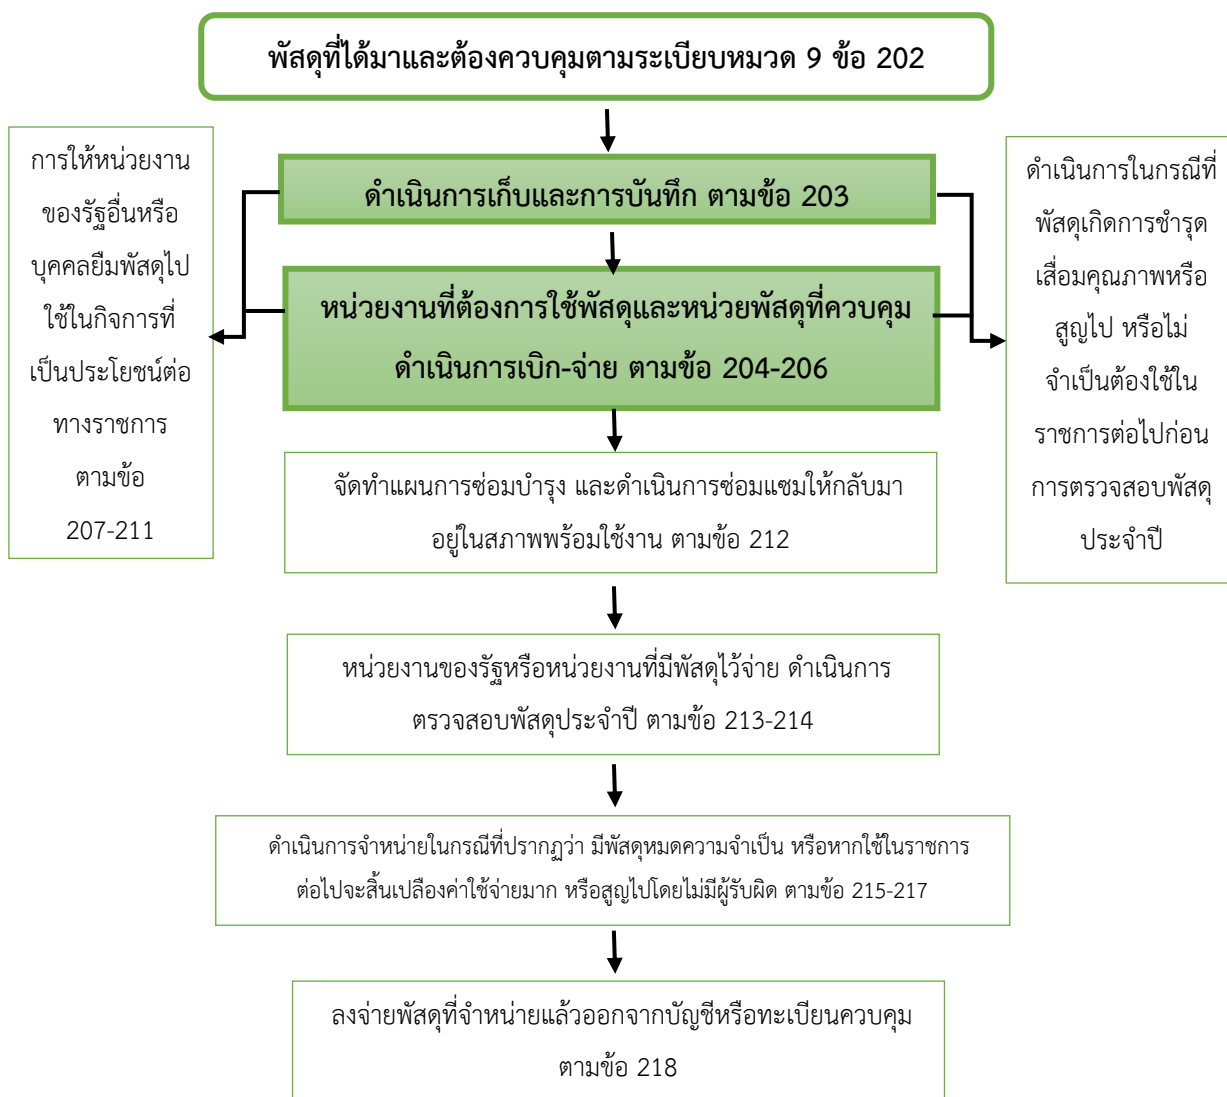 พัสดุที่ได้มาและต้องควบคุมตามระเบียบหมวด 9 ข้อ 202
การให้หน่วยงาน
ของรัฐอื่นหรือ
บุคคลยืมพัสดุไป
ใช้ในกิจการที่
เป็นประโยชน์ต่อ
ทางราชการ
ตามข้อ
207-211
ดำเนินการเก็บและการบันทึก ตามข้อ 203
หน่วยงานที่ต้องการใช้พัสดุและหน่วยพัสดุที่ควบคุม
ดำเนินการเบิก-จ่าย ตามข้อ 204-206
ดำเนินการในกรณีที่
พัสดุเกิดการชำรุด
เสื่อมคุณภาพหรือ
สูญไป หรือไม่
จำเป็นต้องใช้ใน
ราชการต่อไปก่อน
การตรวจสอบพัสดุ
ประจำปี
จัดทำแผนการซ่อมบำรุง และดำเนินการซ่อมแซมให้กลับมา
อยู่ในสภาพพร้อมใช้งาน ตามข้อ 212
หน่วยงานของรัฐหรือหน่วยงานที่มีพัสดุไว้จ่าย ดำเนินการ
ตรวจสอบพัสดุประจำปี ตามข้อ 213-214
ดำเนินการจำหน่ายในกรณีที่ปรากฏว่า มีพัสดุหมดความจำเป็น หรือหากใช้ในราชการ
ต่อไปจะสิ้นเปลืองค่าใช้จ่ายมาก หรือสูญไปโดยไม่มีผู้รับผิด ตามข้อ 215-217
ลงจ่ายพัสดุที่จำหน่ายแล้วออกจากบัญชีหรือทะเบียนควบคุม
ตามข้อ 218